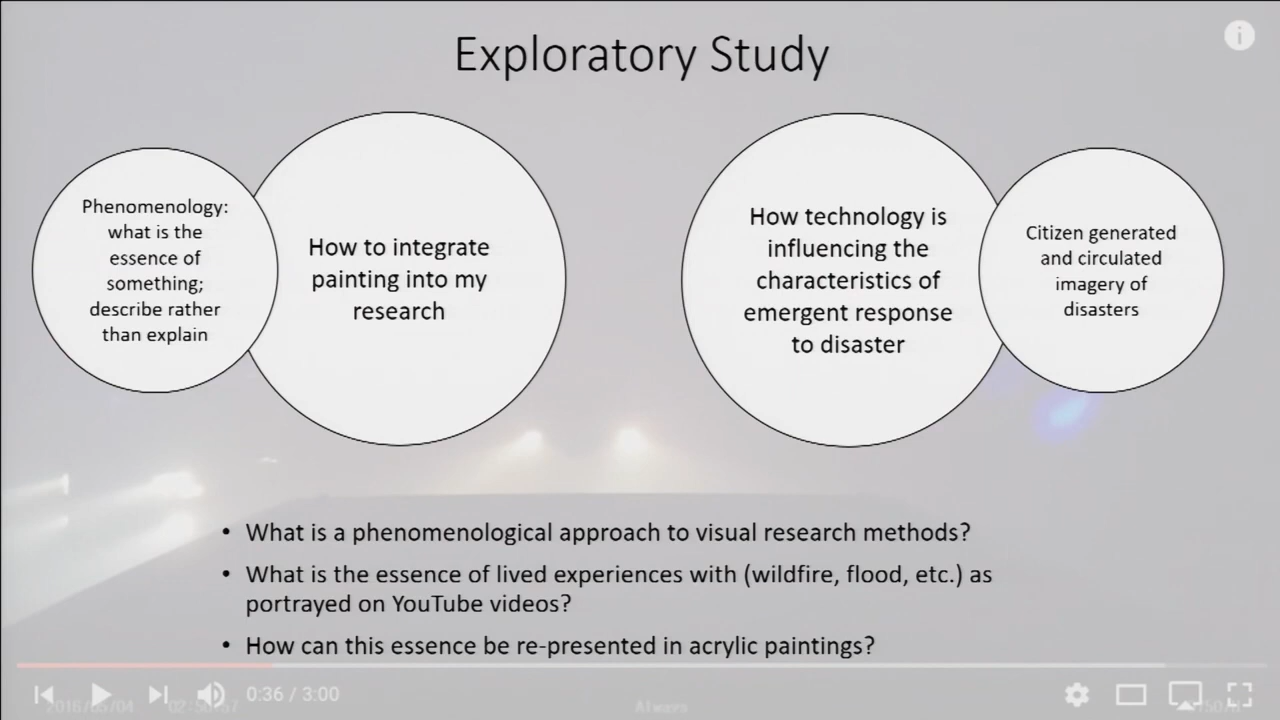 Exploratory Study
Phenomenology:
what is the
essence of
something;
describe rather
than explain
How to integrate
painting into my
research
How technology is
influencing the
characteristics of
emergent response
to disaster
Citizen generated
and circulated
imagery of
disasters
• What is a phenomenological approach to visual research methods?
• What is the essence of lived experiences with (wildfire, flood, etc.) as
portrayed on YouTube videos?
• How can this essence be re-presented in acrylic paintings?
0:36 / 3:00
2016/05/04
Always